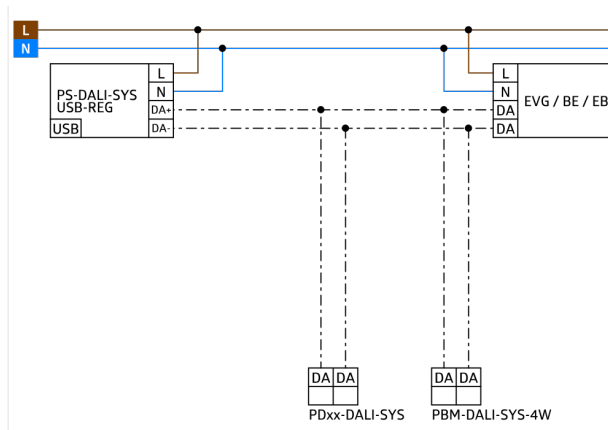 L
N
PS-DALI-SYS
USB-REG
USB
L
N
DA+
DA-
L
N
DA
DA
EVG / BE / EB
DA DA
DA DA
PDxx-DALI-SYS
PBM-DALI-SYS-4W